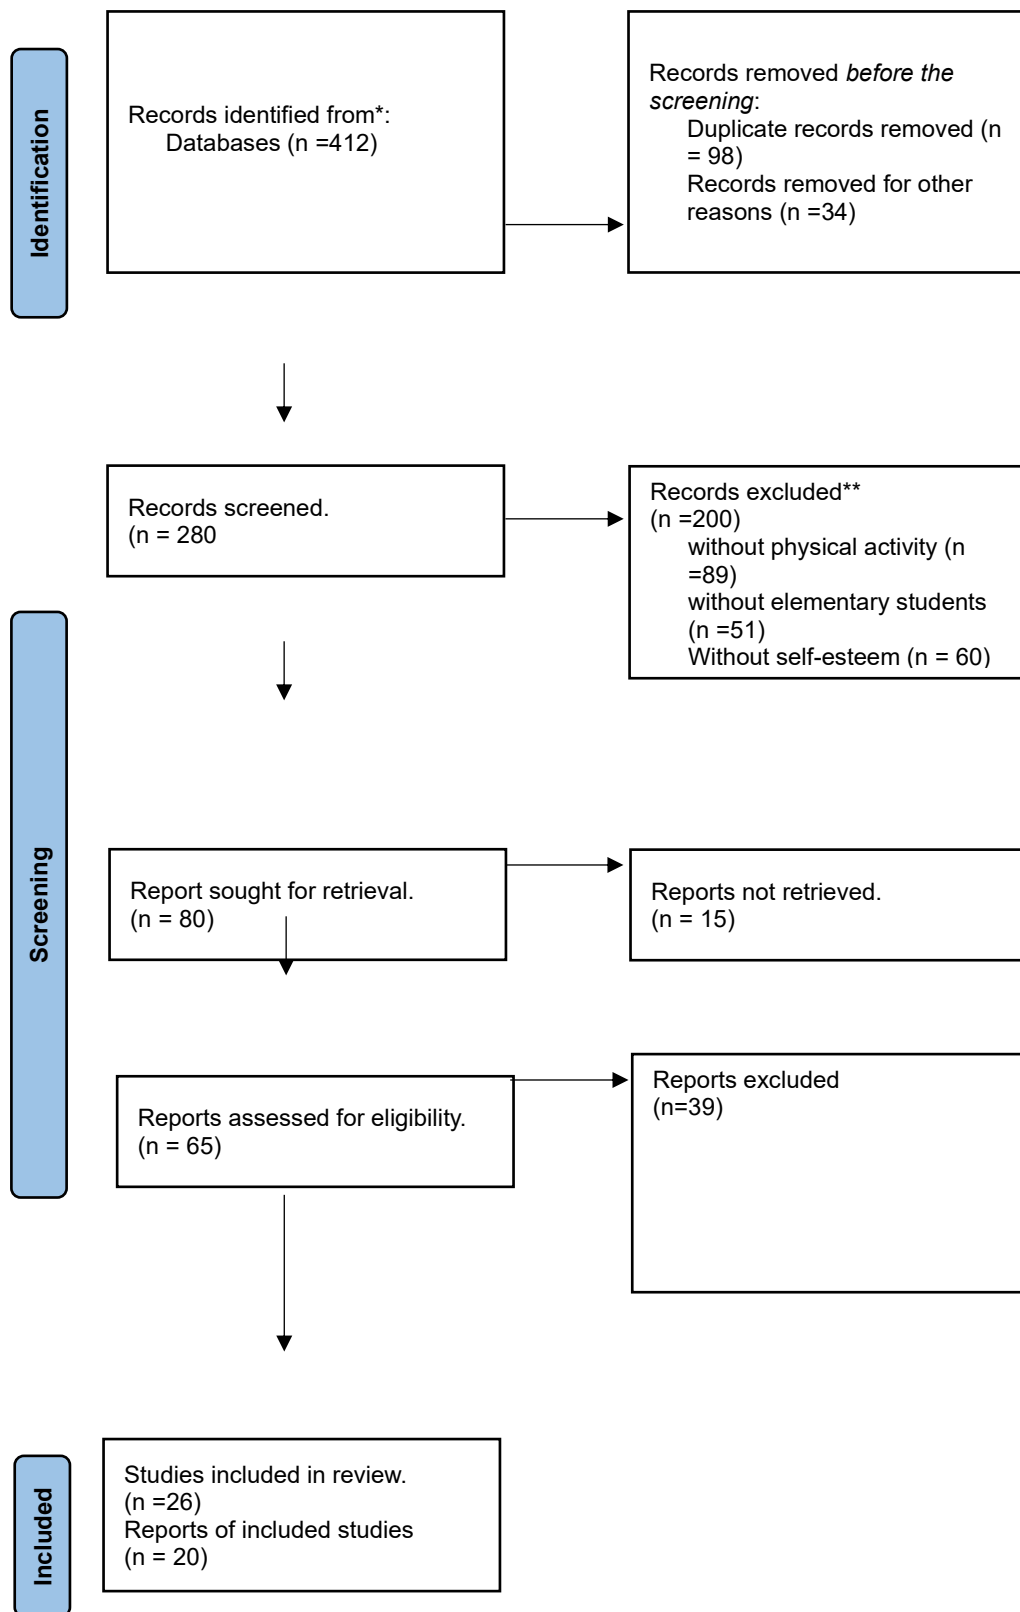 Identification
Records identified from*:
Databases (n =412)
Records removed before the
screening:
Duplicate records removed (n
= 98)
Records removed for other
reasons (n =34)
Screening
Records screened.
(n = 280
Records excluded**
(n =200)
without physical activity (n
=89)
without elementary students
(n =51)
Without self-esteem (n = 60)
Report sought for retrieval.
(n = 80)
Reports not retrieved.
(n = 15)
Reports assessed for eligibility.
(n = 65)
Reports excluded
(n=39)
Included
Studies included in review.
(n =26)
Reports of included studies
(n = 20)